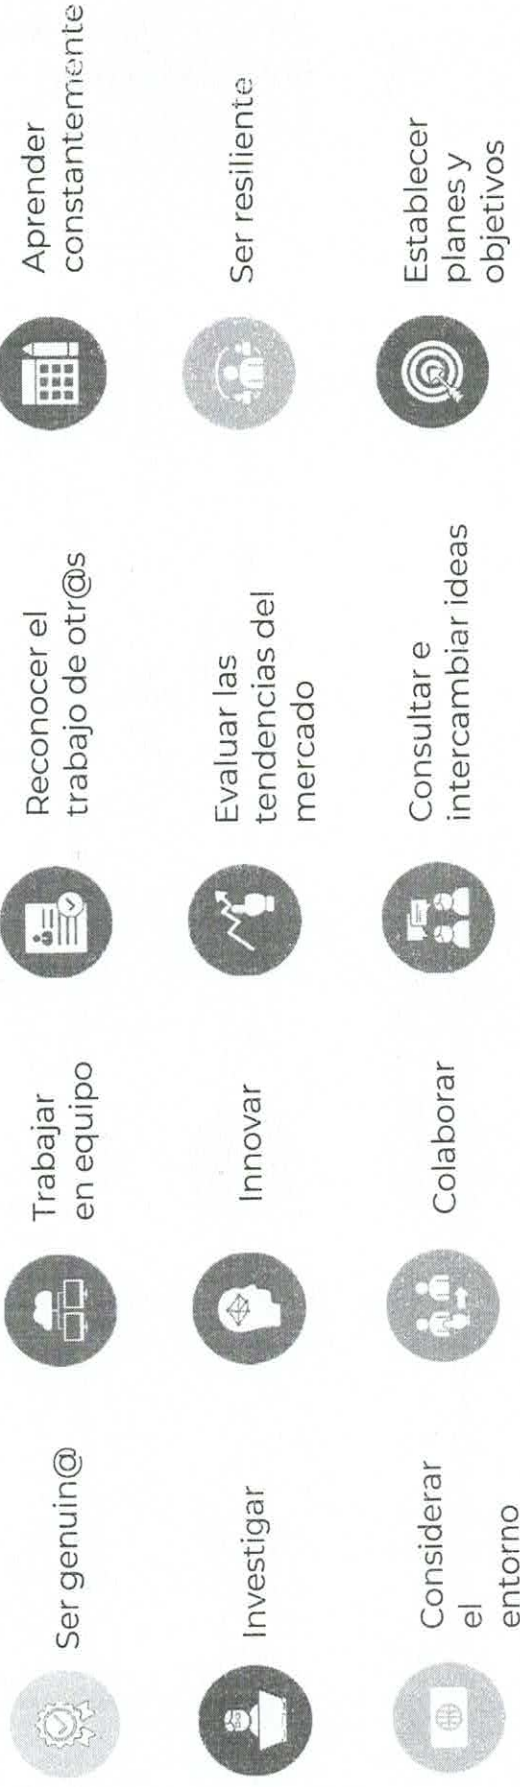 Ser genuin@
Trabajar
en equipo
Reconocer el
trabajo de otr@s
Aprender
constantemente
Investigar
Innovar
Evaluar las
tendencias del
mercado
Ser resiliente
Considerar
el
entorno
Colaborar
Consultar e
intercambiar ideas
Establecer
planes y
objetivos